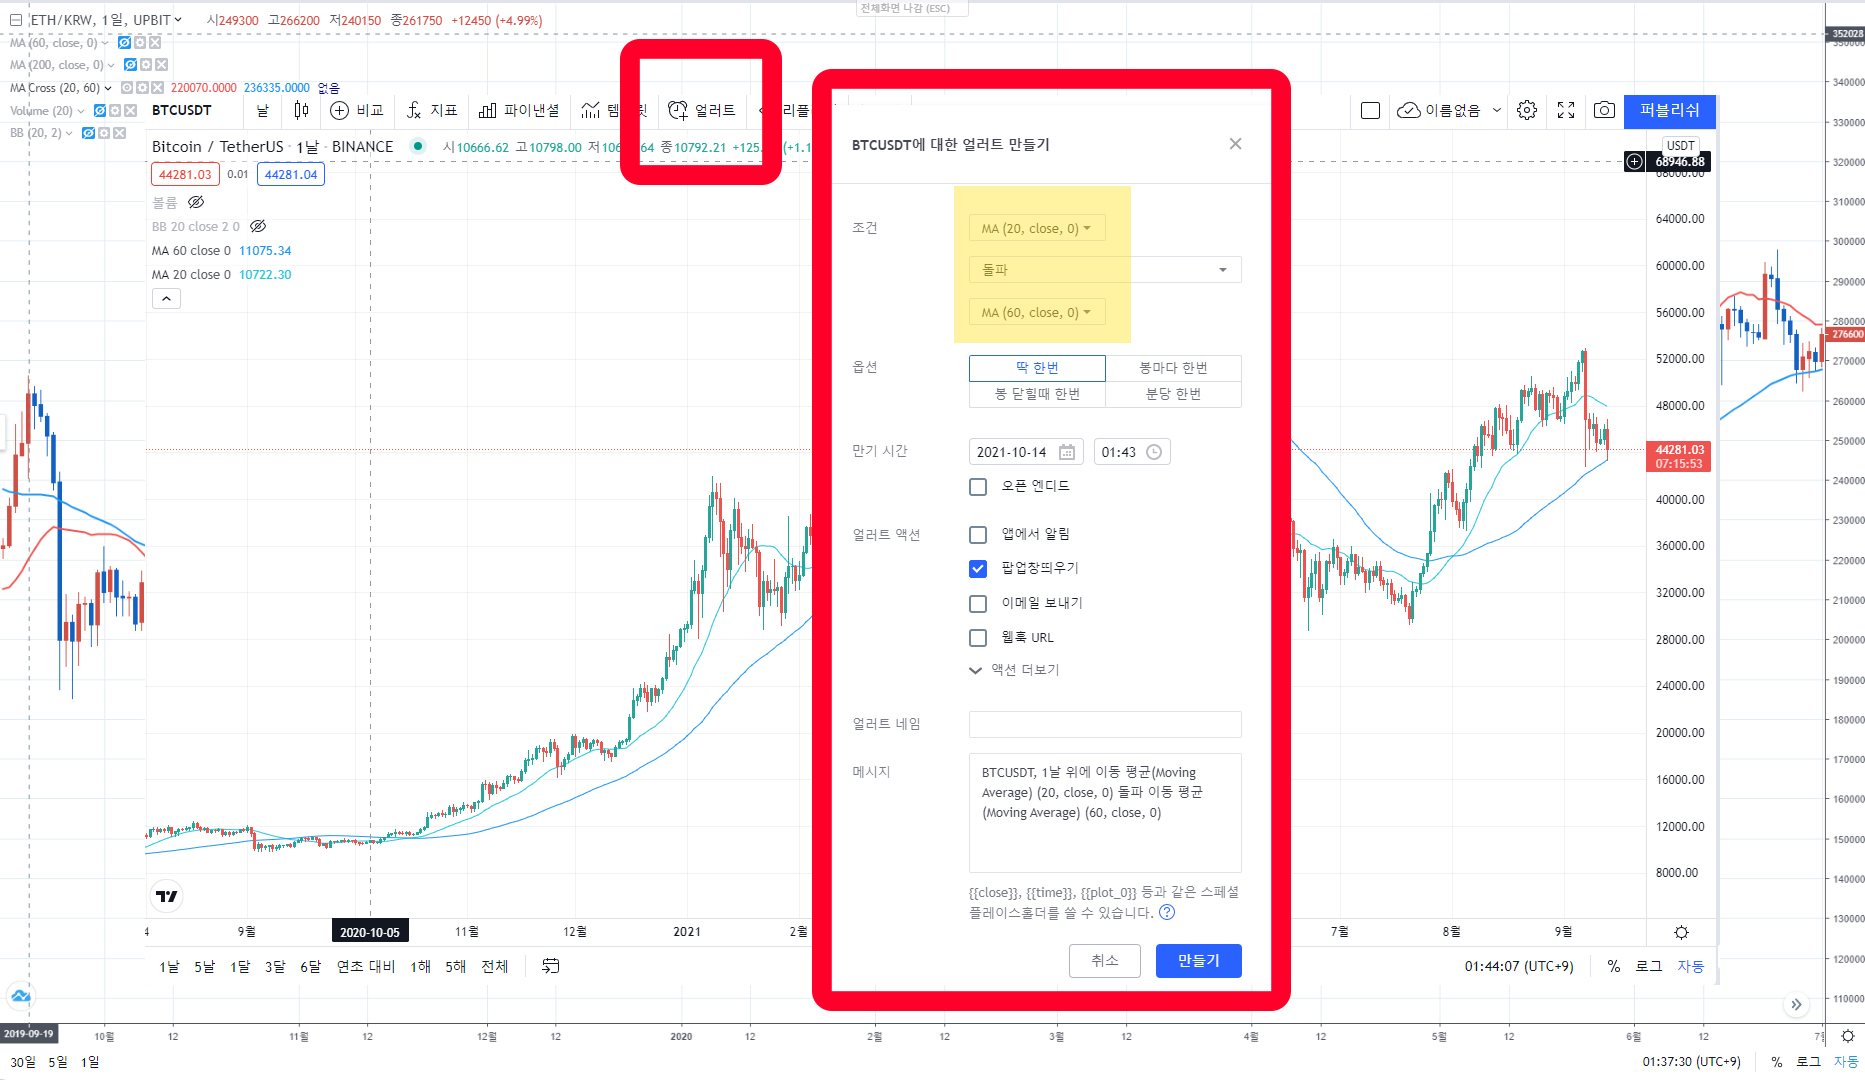 전체화면 나감 (ESC)
ETH/KRW, 1일, UPBIT 시249300 고266200 저240150 종261750 +12450 (+4.99%)
MA (60, close, 0)
MA (200, close, 0)
MA Cross (20, 60) 220070.0000 236335.0000 없음
Volume (20)
BB (20, 2)
BTCUSDT 날 비교 지표 파이낸셜 얼러트 리플 이름없음 퍼블리쉬
Bitcoin / TetherUS · 1날 · BINANCE 시10666.62 고10798.00 종10792.21
44281.03 0.01 44281.04
볼륨
BB 20 close 2 0
MA 60 close 0 11075.34
MA 20 close 0 10722.30
BTCUSDT에 대한 얼러트 만들기
조건 MA (20, close, 0)
돌파
MA (60, close, 0)
옵션 딱 한번 봉마다 한번
봉 닫힐때 한번 분당 한번
만기 시간 2021-10-14 01:43
오픈 엔디드
얼러트 액션 앱에서 알림
팝업창띄우기
이메일 보내기
웹훅 URL
액션 더보기
얼러트 네임
메시지
BTCUSDT, 1날 위에 이동 평균(Moving
Average) (20, close, 0) 돌파 이동 평균
(Moving Average) (60, close, 0)
{{close}}, {{time}}, {{plot_0}} 등과 같은 스페셜
플레이스홀더를 쓸 수 있습니다.
취소 만들기
USDT
68946.88
64000.00
60000.00
56000.00
52000.00
48000.00
44281.03
07:15:53
40000.00
36000.00
32000.00
28000.00
24000.00
20000.00
16000.00
12000.00
8000.00
9월 2020-10-05 11월 12월 2021 2월 7월 8월 9월
1날 5날 1달 3달 6달 연초 대비 1해 5해 전체
01:44:07 (UTC+9) % 로그 자동
352028
340000
330000
320000
310000
300000
290000
280000
276600
270000
260000
250000
240000
230000
220000
210000
200000
190000
180000
170000
160000
150000
140000
130000
120000
110000
2019-09-19 10월 12 11월 12 12월 12 2020 12 2월 12 3월 12 4월 12 5월 12 6월 12
30일 5일 1일
01:37:30 (UTC+9) % 로그 자동